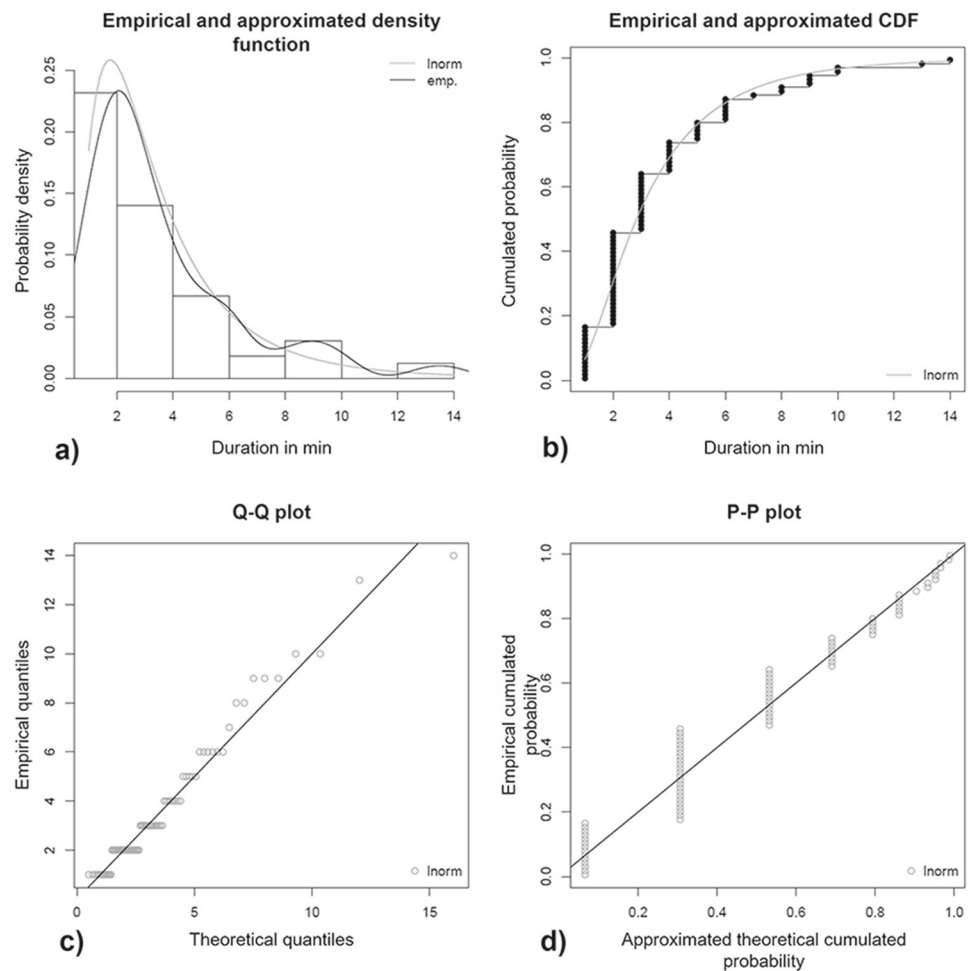 Empirical and approximated density
function
lnorm
emp.
Probability density
0.25
0.20
0.15
0.10
0.05
0.00
2 4 6 8 10 12 14
Duration in min
a)
Empirical and approximated CDF
Cumulated probability
1.0
0.8
0.6
0.4
0.2
0.0
lnorm
2 4 6 8 10 12 14
Duration in min
b)
Q-Q plot
Empirical quantiles
14
12
10
8
6
4
2
lnorm
0 5 10 15
Theoretical quantiles
c)
P-P plot
Empirical cumulated
probability
1.0
0.8
0.6
0.4
0.2
0.0
lnorm
0.2 0.4 0.6 0.8 1.0
Approximated theoretical cumulated
probability
d)